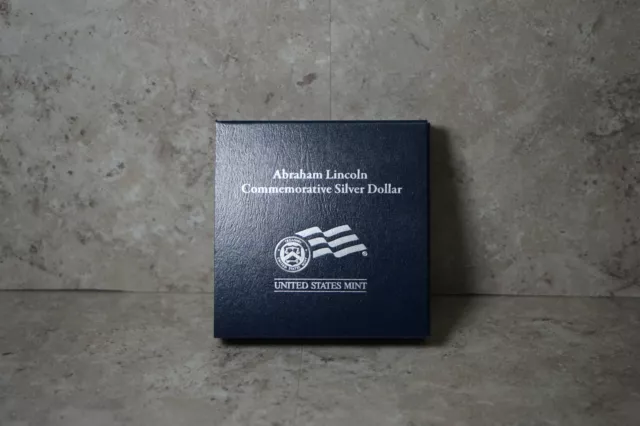 Abraham Lincoln
Commemorative Silver Dollar
UNITED STATES MINT